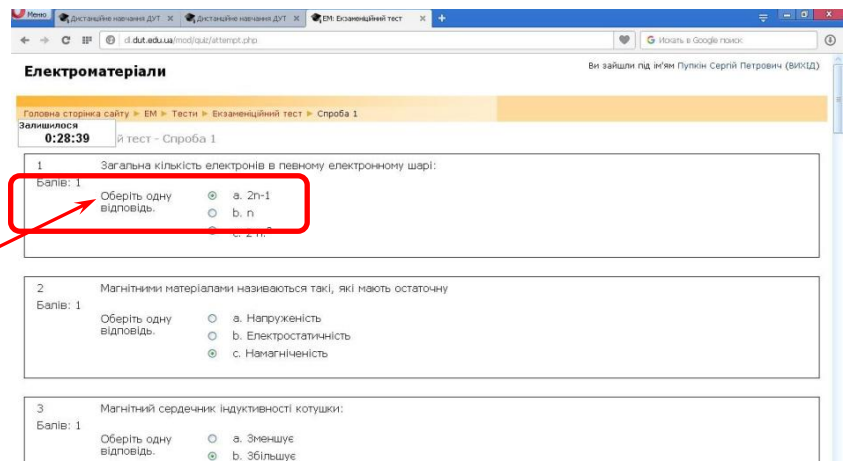 Меню Дистанційне навчання ДУТ Дистанційне навчання ДУТ ЕМ: Екзаменційний тест
dl.dut.edu.ua/mod/quiz/attempt.php Искать в Google поиск
Електроматеріали
Ви зайшли під ім'ям Пупкін Сергій Петрович (ВИХІД)
Головна сторінка сайту ► ЕМ ► Тести ► Екзаменційний тест ► Спроба 1
Залишилося
0:28:39
й тест - Спроба 1
1 Загальна кількість електронів в певному електронному шарі:
Балів: 1
Оберіть одну відповідь.
a. 2n-1
b. n
2 Магнітними матеріалами називаються такі, які мають остаточну
Балів: 1
Оберіть одну відповідь.
a. Напруженість
b. Електростатичність
c. Намагніченість
3 Магнітний сердечник індуктивності котушки:
Балів: 1
Оберіть одну відповідь.
a. Зменшує
b. Збільшує